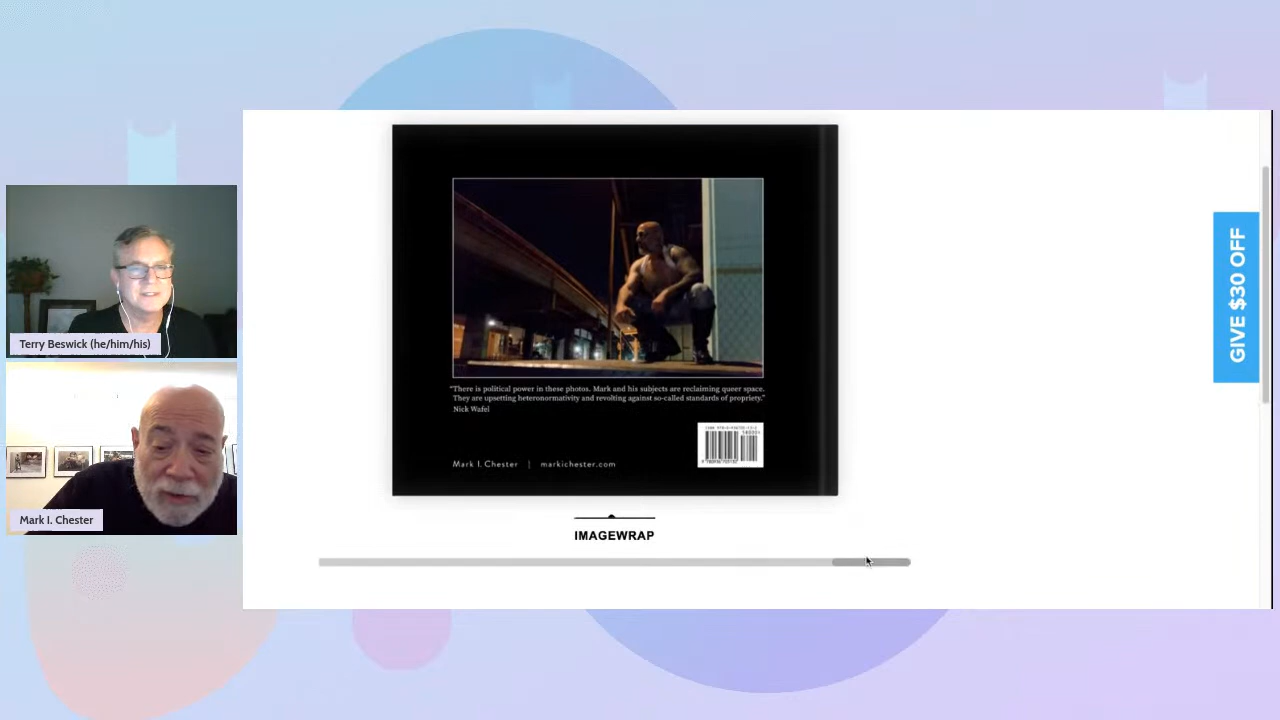 Terry Beswick (he/him/his)
Mark I. Chester
"There is political power in these photos. Mark and his subjects are reclaiming queer space.
They are upsetting heteronormativity and revolting against so-called standards of propriety."
Nick Wafel
Mark I. Chester | markichester.com
IMAGEWRAP
GIVE $30 OFF